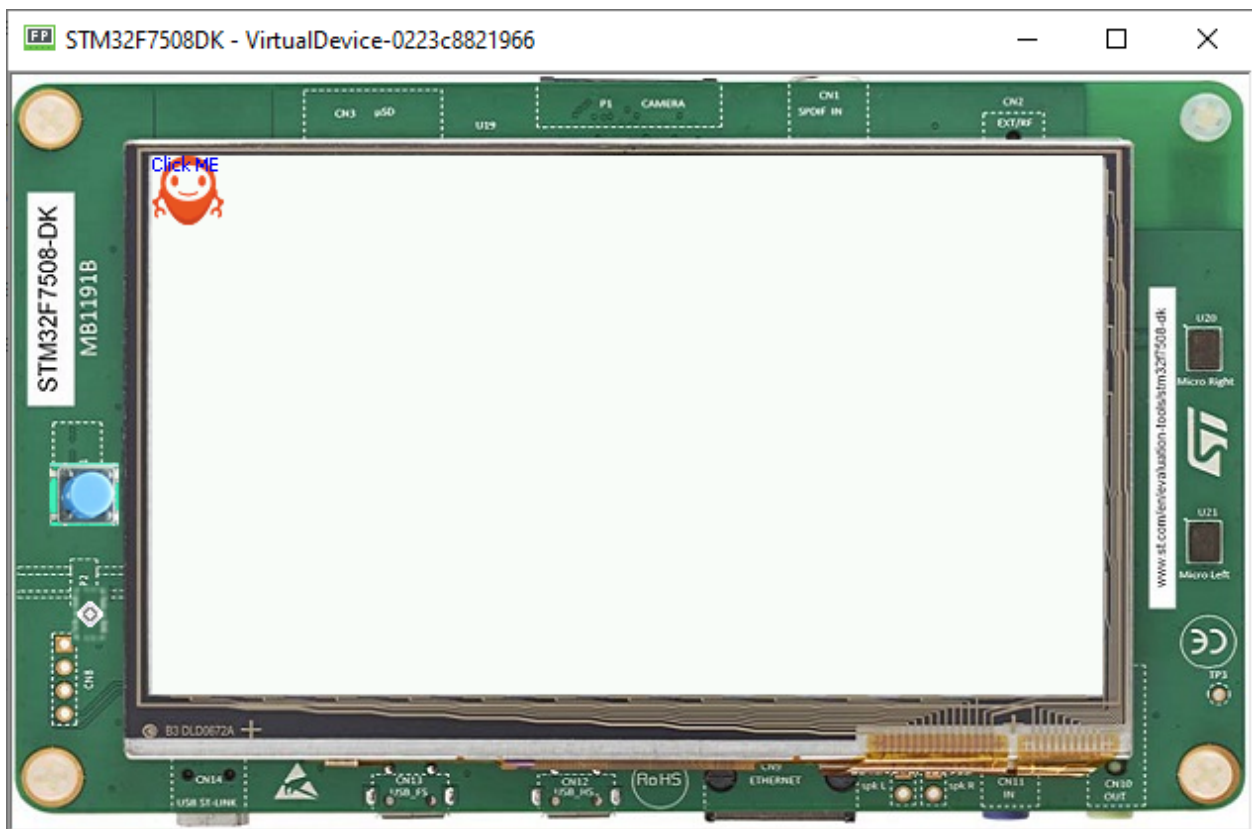 STM32F7508DK - VirtualDevice-0223c8821966
CN3 µSD
U19
P1 CAMERA
CN1
SPDIF IN
CN2
EXT/RF
Click ME
STM32F7508-DK
MB1191B
www.st.com/en/evaluation-tools/stm32f7508-dk
U20
Micro Right
U21
Micro Left
P2
CN8
TP3
B3 DLD0672A
CN14
USB ST-LINK
CN13
USB_FS
CN12
USB_HS
RoHS
CN9
ETHERNET
spk L
spk R
CN11
IN
CN10
OUT